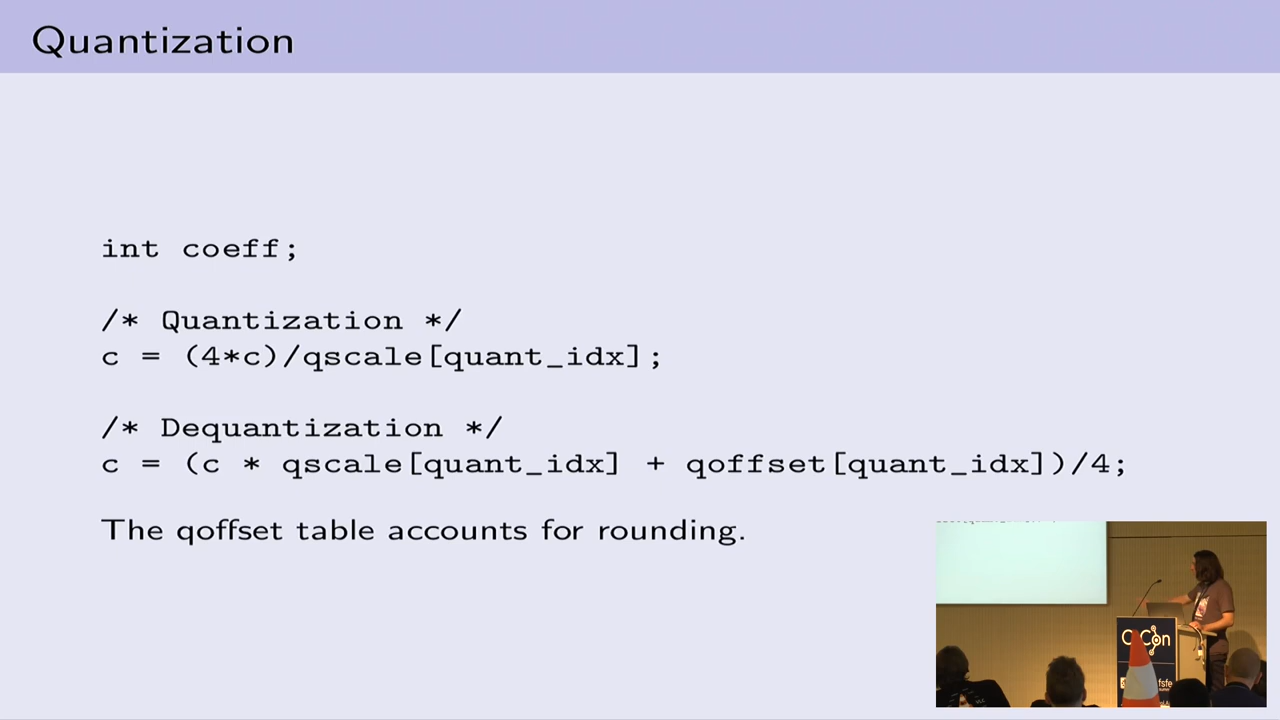 Quantization
int coeff;
/* Quantization */
c = (4*c)/qscale[quant_idx];
/* Dequantization */
c = (c * qscale[quant_idx] + qoffset[quant_idx])/4;
The qoffset table accounts for rounding.
fsfe